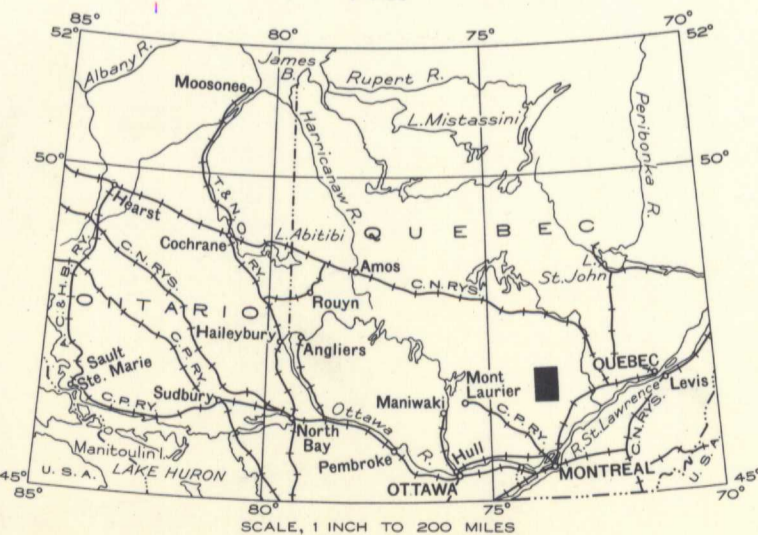 85°
80°
75°
70°
52°
52°
Albany R.
Moosonee
James
B.
Rupert R.
L. Mistassini
Peribonka R.
Harricanaw R.
50°
50°
Hearst
T. & N.O. RY.
Cochrane
L. Abitibi
QUEBEC
L.
St. John
Amos
C.N. RYS.
Rouyn
C.N. RYS.
A.C. & H.B. RY.
ONTARIO
C.P. RY.
Haileybury
Angliers
Sault
Ste. Marie
C.P. RY.
Sudbury
North
Bay
Ottawa R.
Pembroke
Maniwaki
Mont
Laurier
C.P. RY.
Hull
OTTAWA
MONTREAL
QUEBEC
Levis
R. St. Lawrence
C.N. RYS.
U.S.A.
Manitoulin I.
LAKE HURON
U.S.A.
45°
45°
85°
80°
75°
70°
SCALE, 1 INCH TO 200 MILES